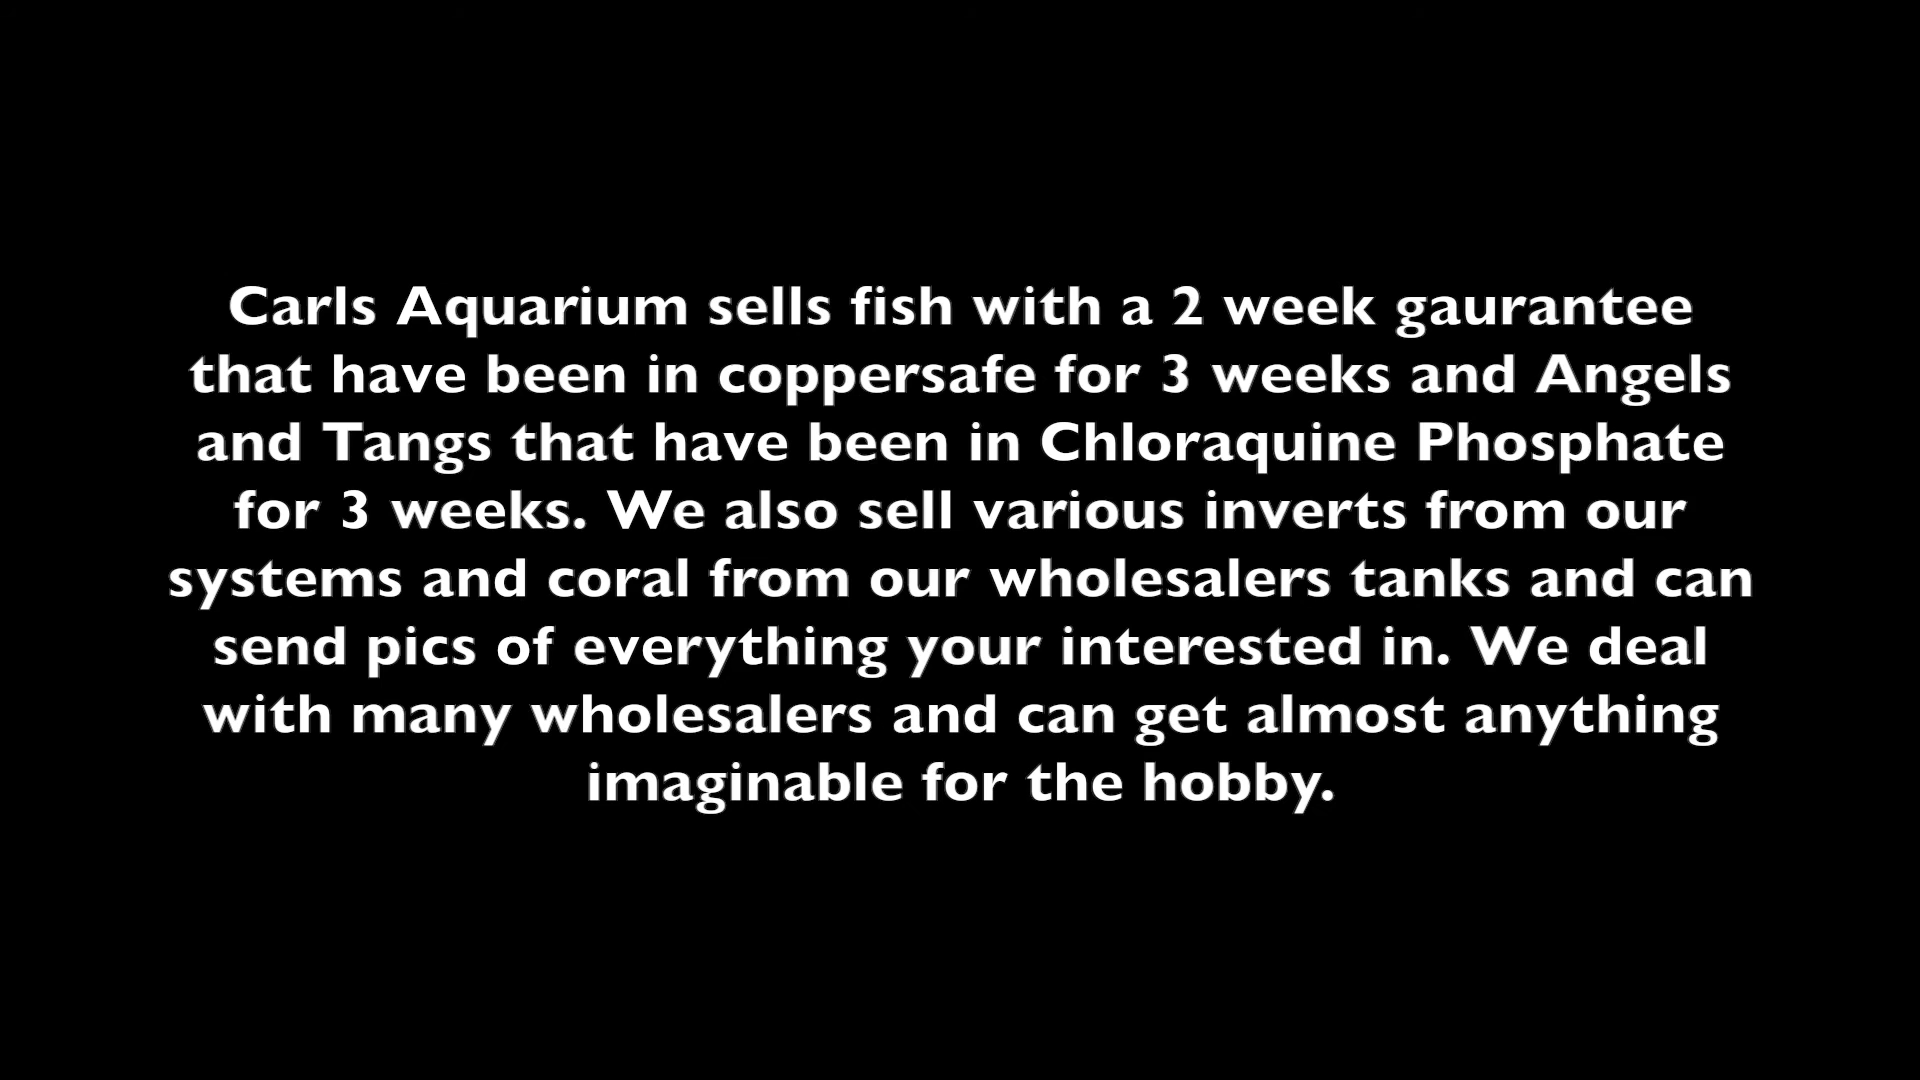 Carls Aquarium sells fish with a 2 week gaurantee
that have been in coppersafe for 3 weeks and Angels
and Tangs that have been in Chloraquine Phosphate
for 3 weeks. We also sell various inverts from our
systems and coral from our wholesalers tanks and can
send pics of everything your interested in. We deal
with many wholesalers and can get almost anything
imaginable for the hobby.